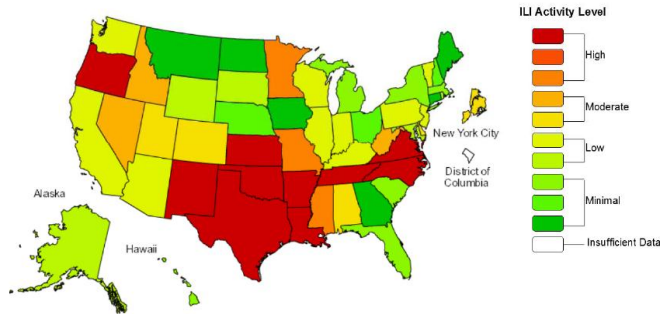 ILI Activity Level
High
Moderate
Low
Minimal
Insufficient Data
New York City
District of
Columbia
Alaska
Hawaii